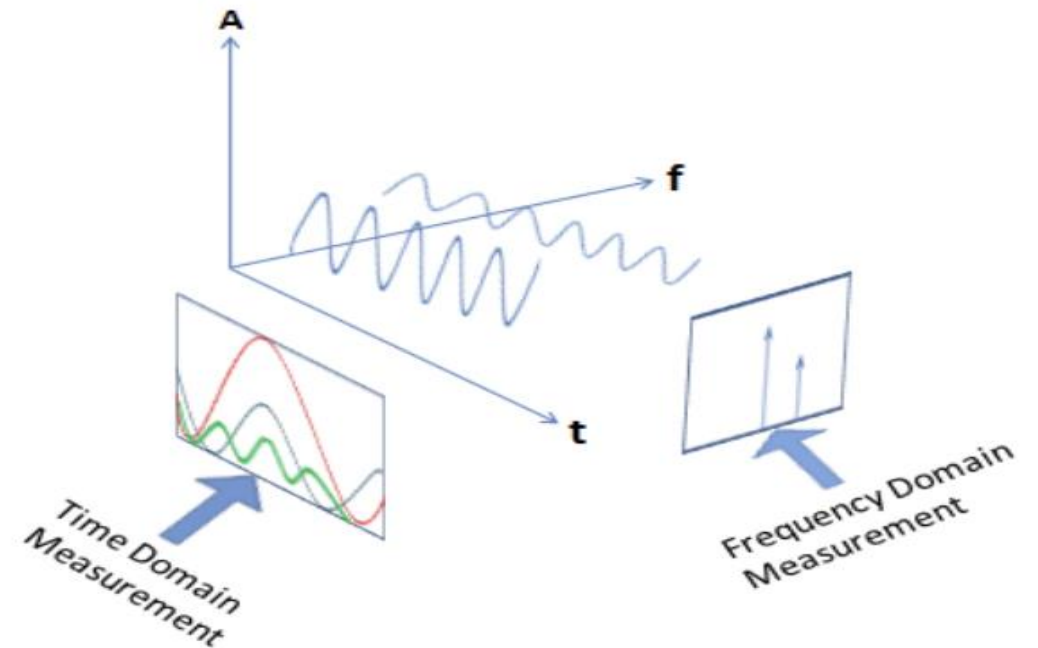 A
f
t
Time Domain
Measurement
Frequency Domain
Measurement